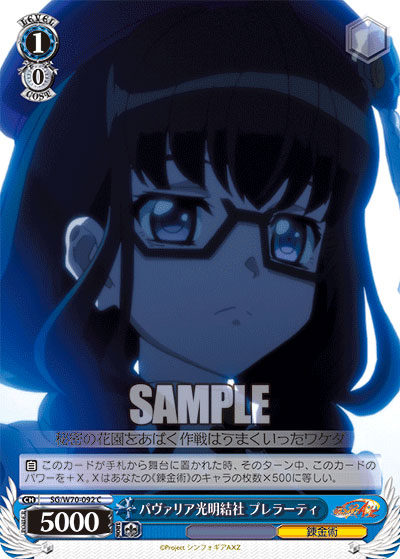 LEVEL
1
0
COST
SAMPLE
秘密の花園をあばく作戦はうまくいったワケダ
【自】このカードが手札から舞台に置かれた時、そのターン中、このカードの
パワーを+X。Xはあなたの《錬金術》のキャラの枚数×500に等しい。
CH SG/W70-092 C
5000
パヴァリア光明結社 プレラーティ
錬金術
©Project シンフォギアAXZ